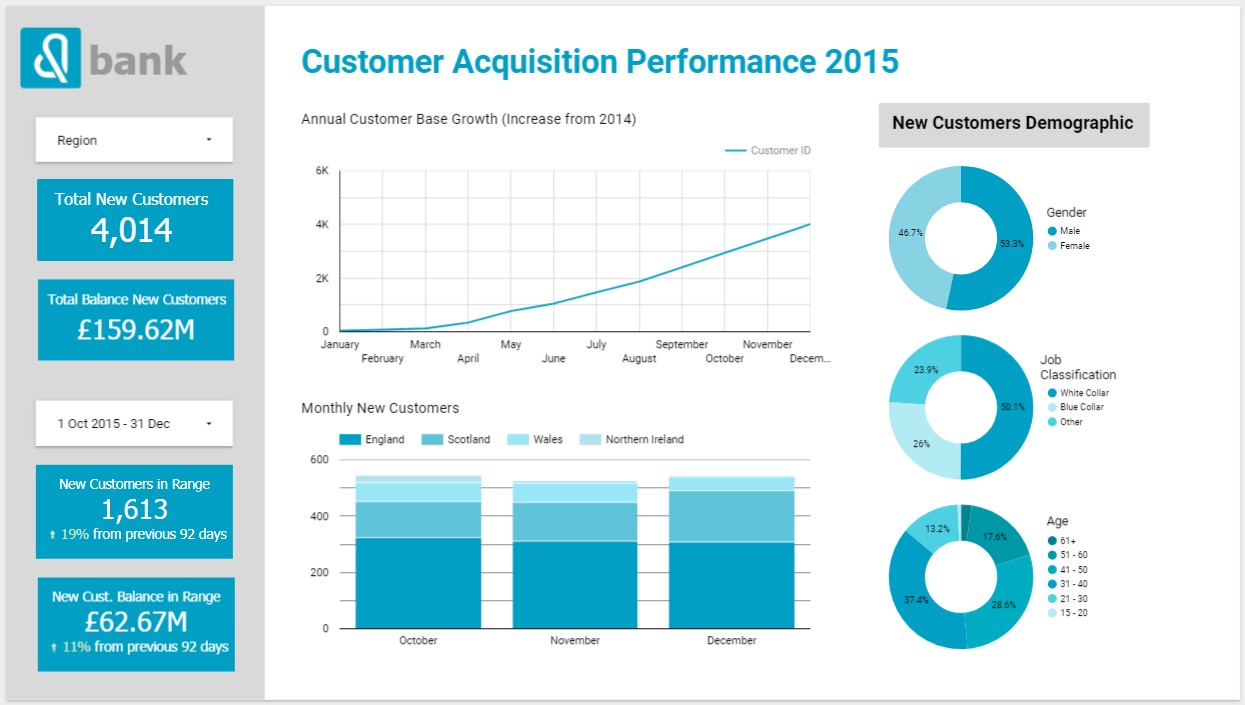 bank
Customer Acquisition Performance 2015
Region
Total New Customers
4,014
Total Balance New Customers
£159.62M
1 Oct 2015 - 31 Dec
New Customers in Range
1,613
⬆ 19% from previous 92 days
New Cust. Balance in Range
£62.67M
⬆ 11% from previous 92 days
Annual Customer Base Growth (Increase from 2014)
Customer ID
6K
4K
2K
0
January
February
March
April
May
June
July
August
September
October
November
Decem...
Monthly New Customers
England
Scotland
Wales
Northern Ireland
600
400
200
0
October
November
December
New Customers Demographic
46.7%
53.3%
Gender
Male
Female
23.9%
50.1%
26%
Job
Classification
White Collar
Blue Collar
Other
13.2%
17.6%
37.4%
28.6%
Age
61+
51 - 60
41 - 50
31 - 40
21 - 30
15 - 20